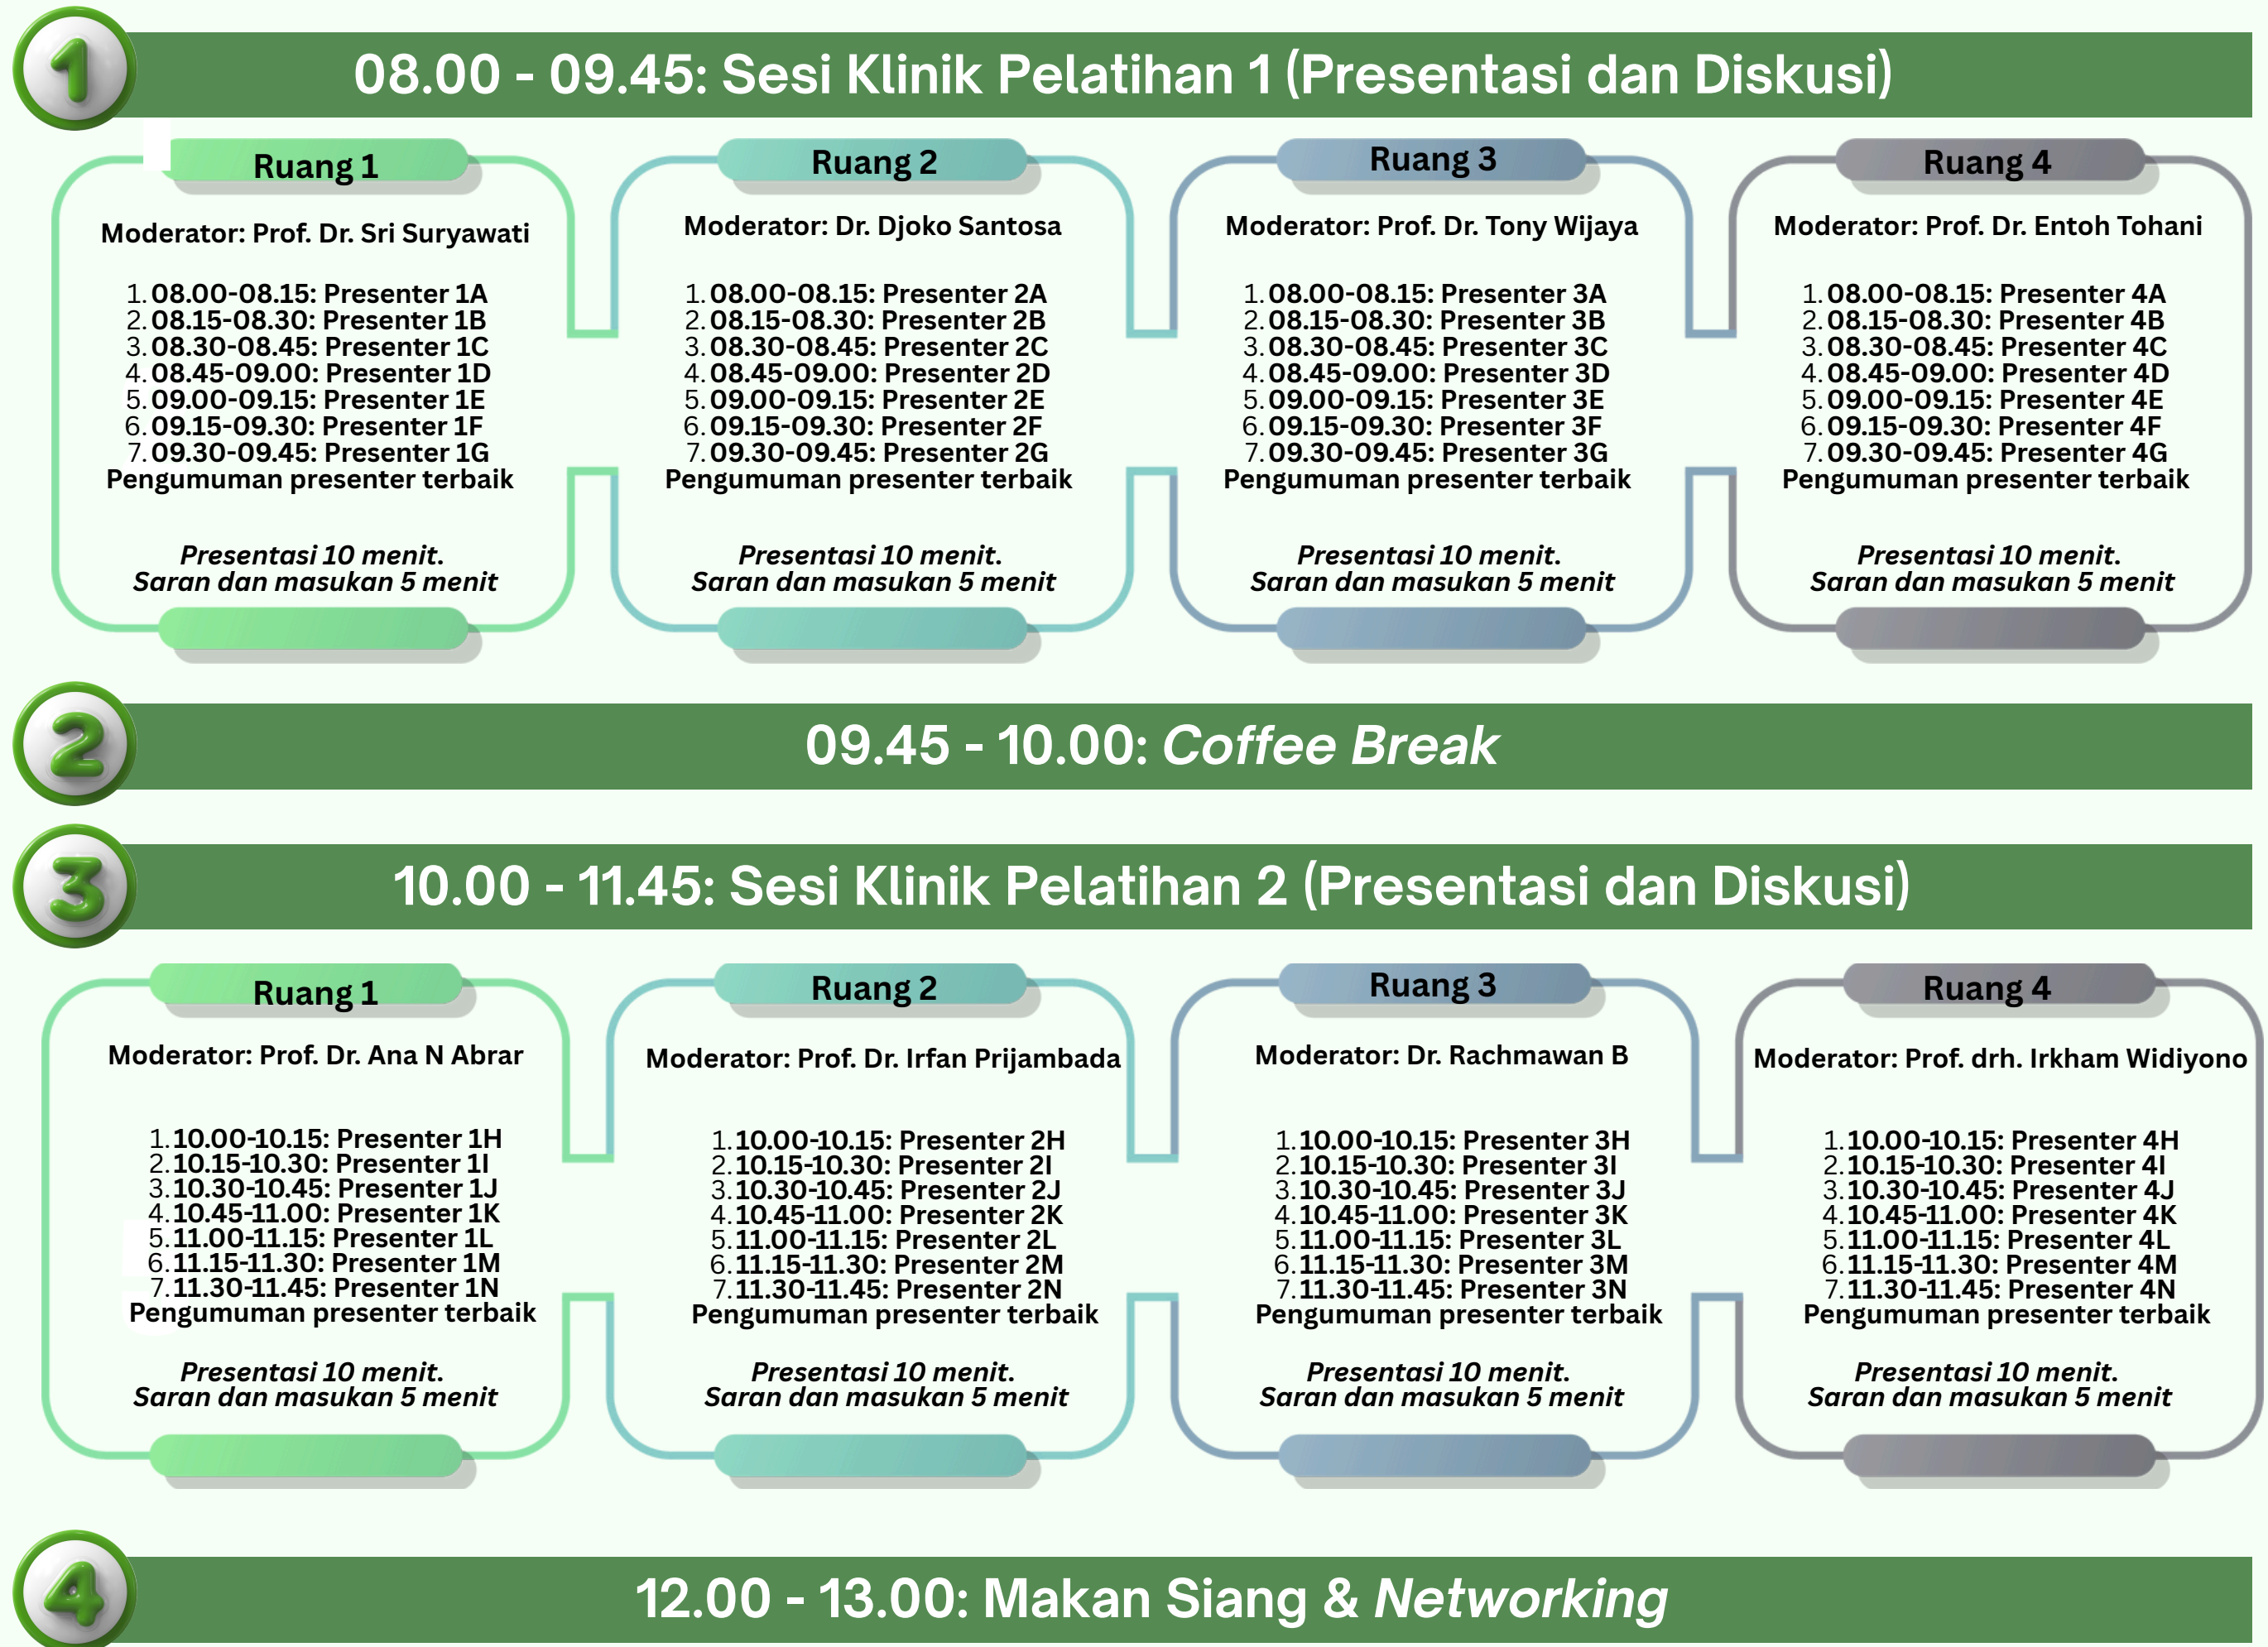 1
08.00 - 09.45: Sesi Klinik Pelatihan 1 (Presentasi dan Diskusi)
Ruang 1
Moderator: Prof. Dr. Sri Suryawati
1. 08.00-08.15: Presenter 1A
2. 08.15-08.30: Presenter 1B
3. 08.30-08.45: Presenter 1C
4. 08.45-09.00: Presenter 1D
5. 09.00-09.15: Presenter 1E
6. 09.15-09.30: Presenter 1F
7. 09.30-09.45: Presenter 1G
Pengumuman presenter terbaik
Presentasi 10 menit.
Saran dan masukan 5 menit
Ruang 2
Moderator: Dr. Djoko Santosa
1. 08.00-08.15: Presenter 2A
2. 08.15-08.30: Presenter 2B
3. 08.30-08.45: Presenter 2C
4. 08.45-09.00: Presenter 2D
5. 09.00-09.15: Presenter 2E
6. 09.15-09.30: Presenter 2F
7. 09.30-09.45: Presenter 2G
Pengumuman presenter terbaik
Presentasi 10 menit.
Saran dan masukan 5 menit
Ruang 3
Moderator: Prof. Dr. Tony Wijaya
1. 08.00-08.15: Presenter 3A
2. 08.15-08.30: Presenter 3B
3. 08.30-08.45: Presenter 3C
4. 08.45-09.00: Presenter 3D
5. 09.00-09.15: Presenter 3E
6. 09.15-09.30: Presenter 3F
7. 09.30-09.45: Presenter 3G
Pengumuman presenter terbaik
Presentasi 10 menit.
Saran dan masukan 5 menit
Ruang 4
Moderator: Prof. Dr. Entoh Tohani
1. 08.00-08.15: Presenter 4A
2. 08.15-08.30: Presenter 4B
3. 08.30-08.45: Presenter 4C
4. 08.45-09.00: Presenter 4D
5. 09.00-09.15: Presenter 4E
6. 09.15-09.30: Presenter 4F
7. 09.30-09.45: Presenter 4G
Pengumuman presenter terbaik
Presentasi 10 menit.
Saran dan masukan 5 menit
2
09.45 - 10.00: Coffee Break
3
10.00 - 11.45: Sesi Klinik Pelatihan 2 (Presentasi dan Diskusi)
Ruang 1
Moderator: Prof. Dr. Ana N Abrar
1. 10.00-10.15: Presenter 1H
2. 10.15-10.30: Presenter 1I
3. 10.30-10.45: Presenter 1J
4. 10.45-11.00: Presenter 1K
5. 11.00-11.15: Presenter 1L
6. 11.15-11.30: Presenter 1M
7. 11.30-11.45: Presenter 1N
Pengumuman presenter terbaik
Presentasi 10 menit.
Saran dan masukan 5 menit
Ruang 2
Moderator: Prof. Dr. Irfan Prijambada
1. 10.00-10.15: Presenter 2H
2. 10.15-10.30: Presenter 2I
3. 10.30-10.45: Presenter 2J
4. 10.45-11.00: Presenter 2K
5. 11.00-11.15: Presenter 2L
6. 11.15-11.30: Presenter 2M
7. 11.30-11.45: Presenter 2N
Pengumuman presenter terbaik
Presentasi 10 menit.
Saran dan masukan 5 menit
Ruang 3
Moderator: Dr. Rachmawan B
1. 10.00-10.15: Presenter 3H
2. 10.15-10.30: Presenter 3I
3. 10.30-10.45: Presenter 3J
4. 10.45-11.00: Presenter 3K
5. 11.00-11.15: Presenter 3L
6. 11.15-11.30: Presenter 3M
7. 11.30-11.45: Presenter 3N
Pengumuman presenter terbaik
Presentasi 10 menit.
Saran dan masukan 5 menit
Ruang 4
Moderator: Prof. drh. Irkham Widiyono
1. 10.00-10.15: Presenter 4H
2. 10.15-10.30: Presenter 4I
3. 10.30-10.45: Presenter 4J
4. 10.45-11.00: Presenter 4K
5. 11.00-11.15: Presenter 4L
6. 11.15-11.30: Presenter 4M
7. 11.30-11.45: Presenter 4N
Pengumuman presenter terbaik
Presentasi 10 menit.
Saran dan masukan 5 menit
4
12.00 - 13.00: Makan Siang & Networking